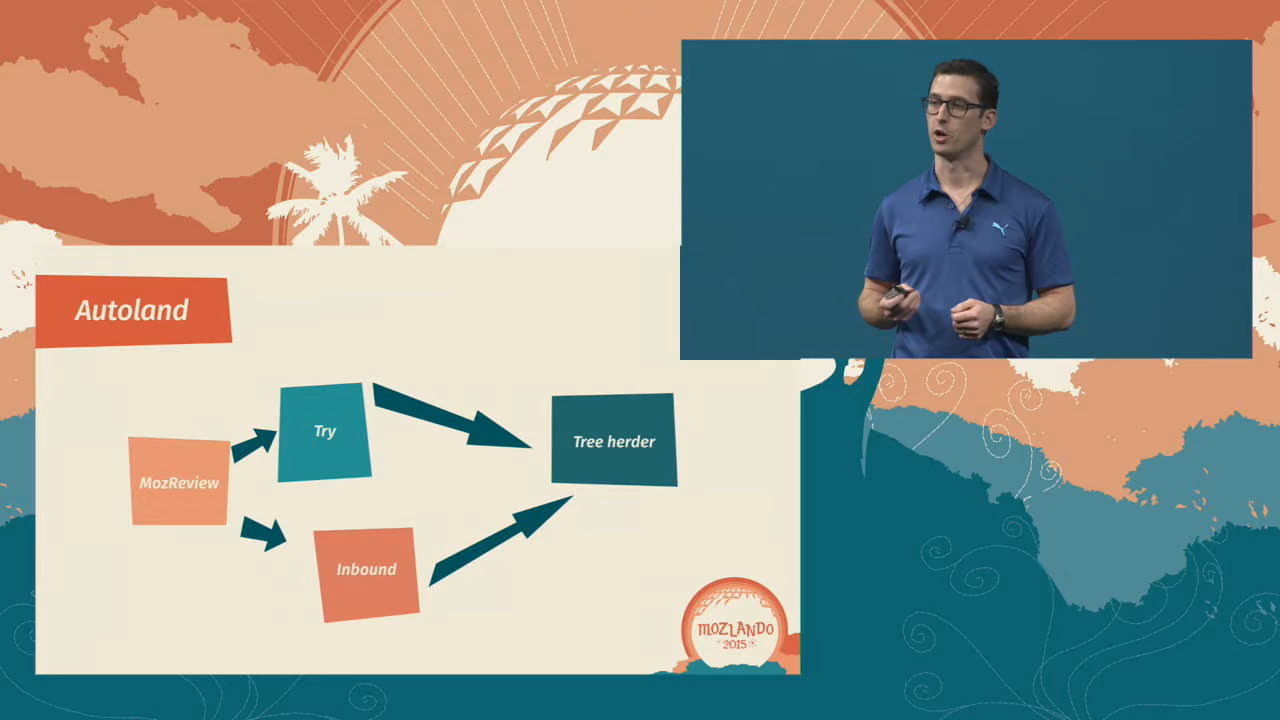 Autoland
Try
Tree herder
MozReview
Inbound
MOZLANDO
2015